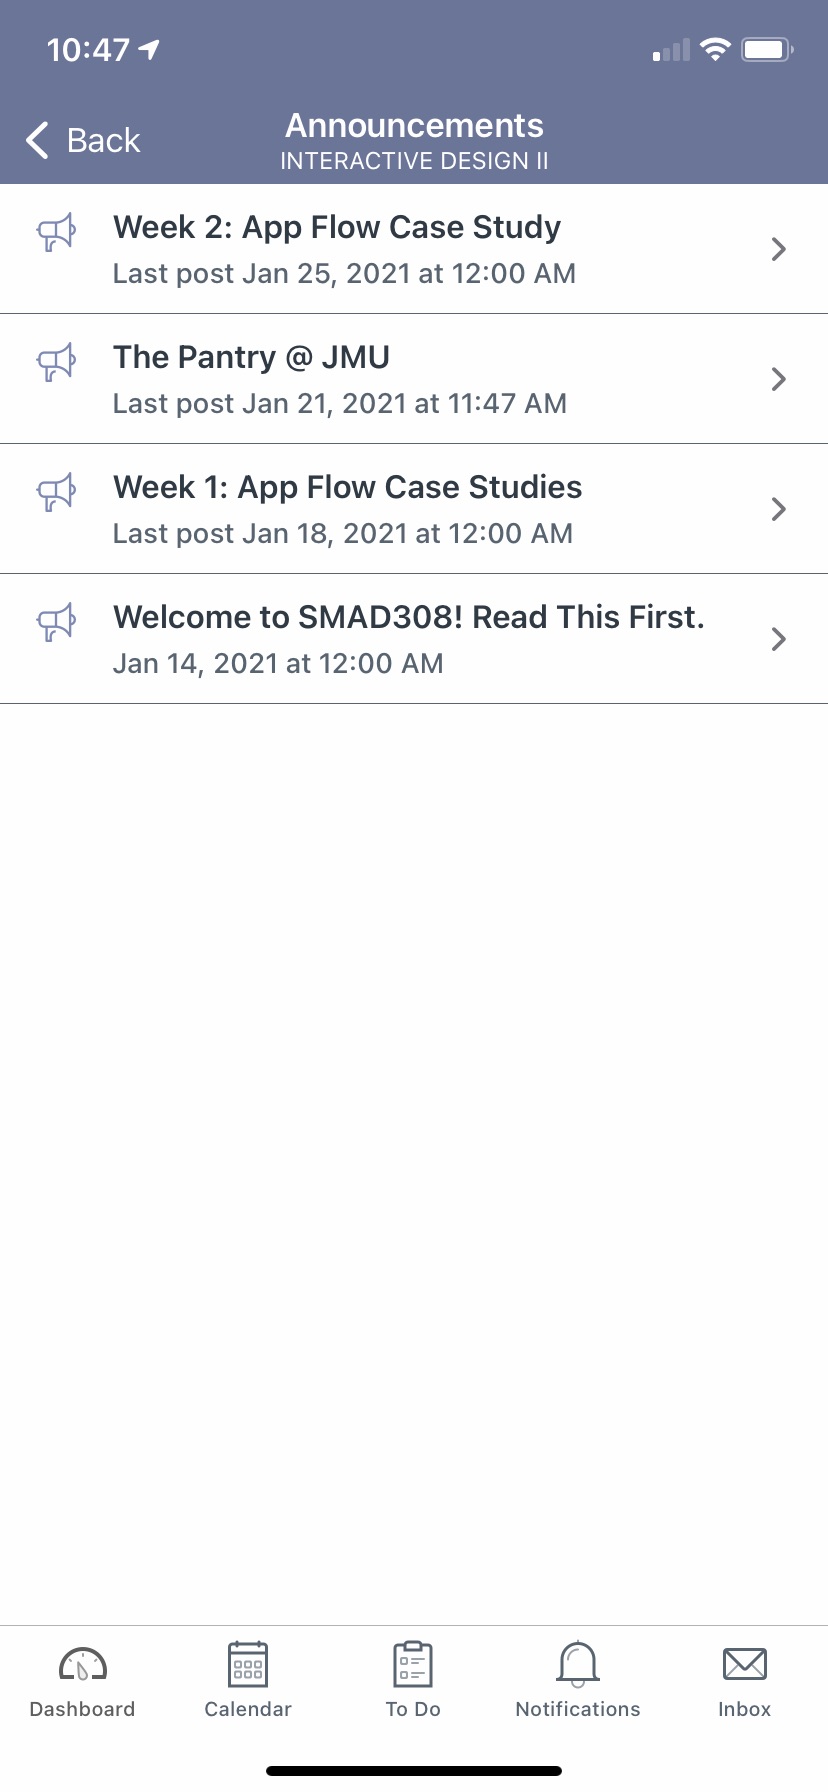 10:47
Back
Announcements
INTERACTIVE DESIGN II
Week 2: App Flow Case Study
Last post Jan 25, 2021 at 12:00 AM
The Pantry @ JMU
Last post Jan 21, 2021 at 11:47 AM
Week 1: App Flow Case Studies
Last post Jan 18, 2021 at 12:00 AM
Welcome to SMAD308! Read This First.
Jan 14, 2021 at 12:00 AM
Dashboard
Calendar
To Do
Notifications
Inbox